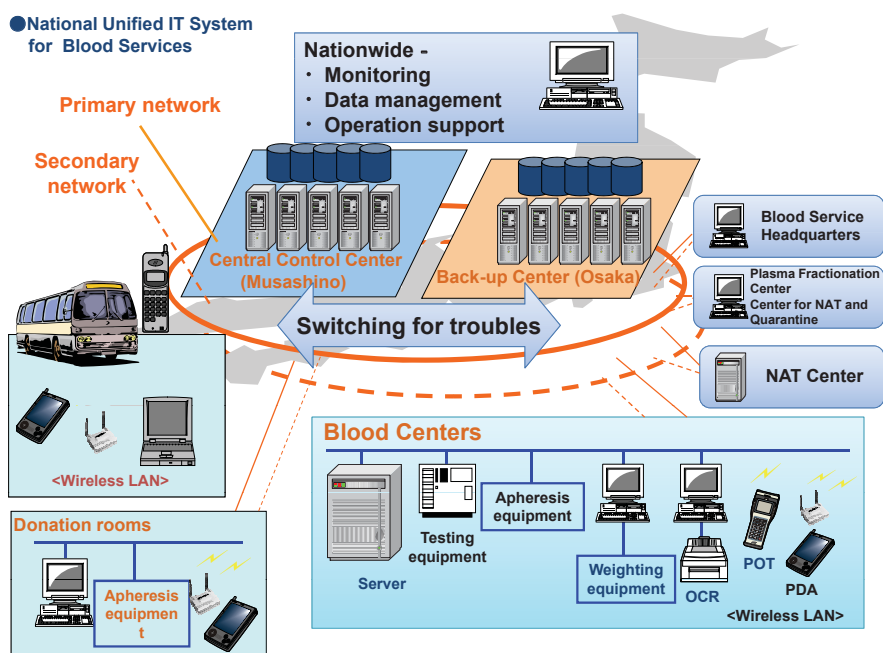 ●National Unified IT System
for Blood Services
Nationwide -
・ Monitoring
・ Data management
・ Operation support
Primary network
Secondary
network
Central Control Center
(Musashino)
Back-up Center (Osaka)
Switching for troubles
Blood Service
Headquarters
Plasma Fractionation
Center
Center for NAT and
Quarantine
NAT Center
<Wireless LAN>
Blood Centers
Server
Testing
equipment
Apheresis
equipment
Weighting
equipment
OCR
POT
PDA
<Wireless LAN>
Donation rooms
Apheresis
equipmen
t